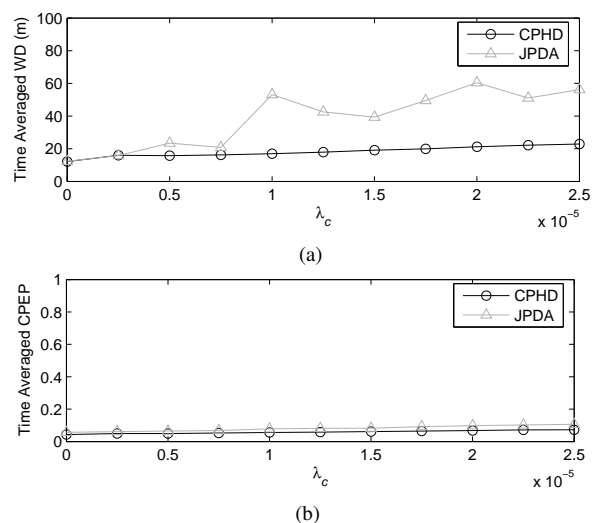 Time Averaged WD (m)
100
80
60
40
20
0
CPHD
JPDA
0 0.5 1 1.5 2 2.5
λc
x 10⁻⁵
(a)
Time Averaged CPEP
1
0.8
0.6
0.4
0.2
0
CPHD
JPDA
0 0.5 1 1.5 2 2.5
λc
x 10⁻⁵
(b)